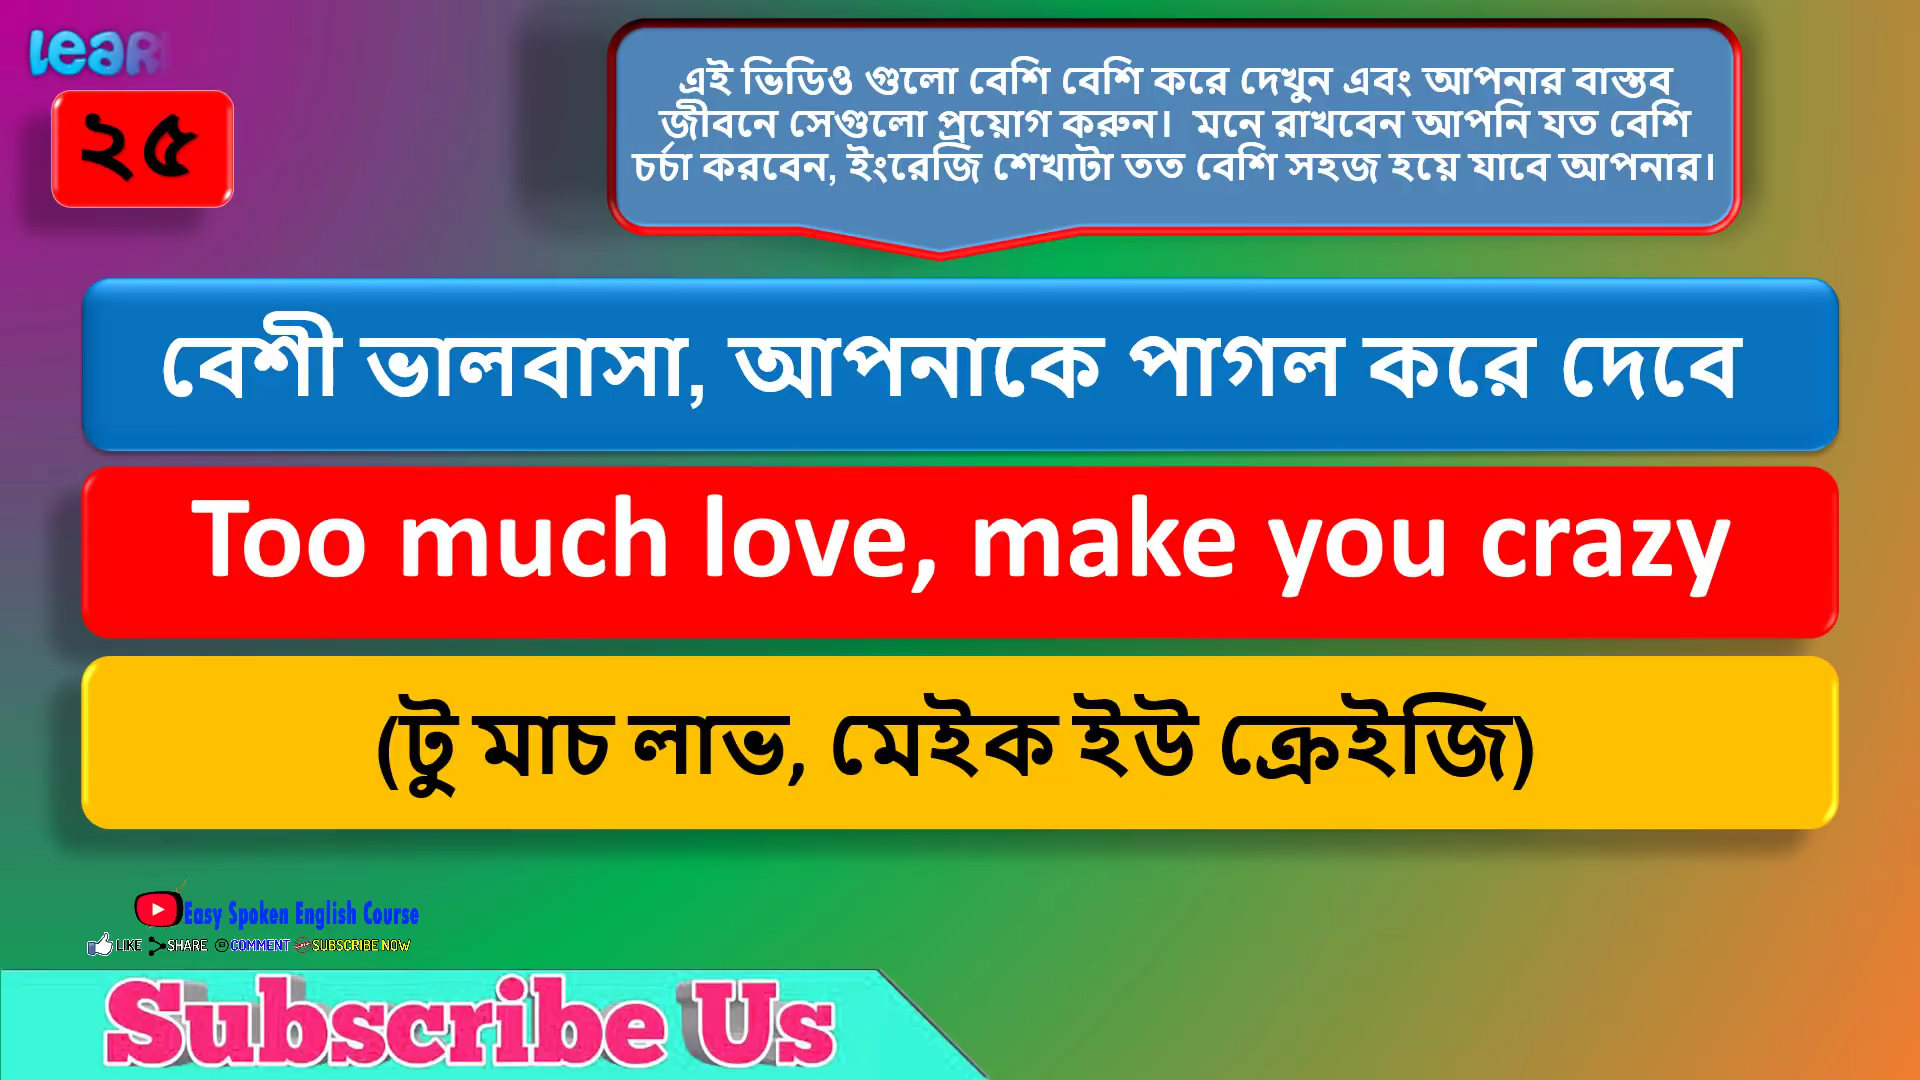 LEAR
২৫
এই ভিডিও গুলো বেশি বেশি করে দেখুন এবং আপনার বাস্তব
জীবনে সেগুলো প্রয়োগ করুন। মনে রাখবেন আপনি যত বেশি
চর্চা করবেন, ইংরেজি শেখাটা তত বেশি সহজ হয়ে যাবে আপনার।
বেশী ভালবাসা, আপনাকে পাগল করে দেবে
Too much love, make you crazy
(টু মাচ লাভ, মেইক ইউ ক্রেইজি)
Easy Spoken English Course
LIKE SHARE COMMENT SUBSCRIBE NOW
Subscribe Us